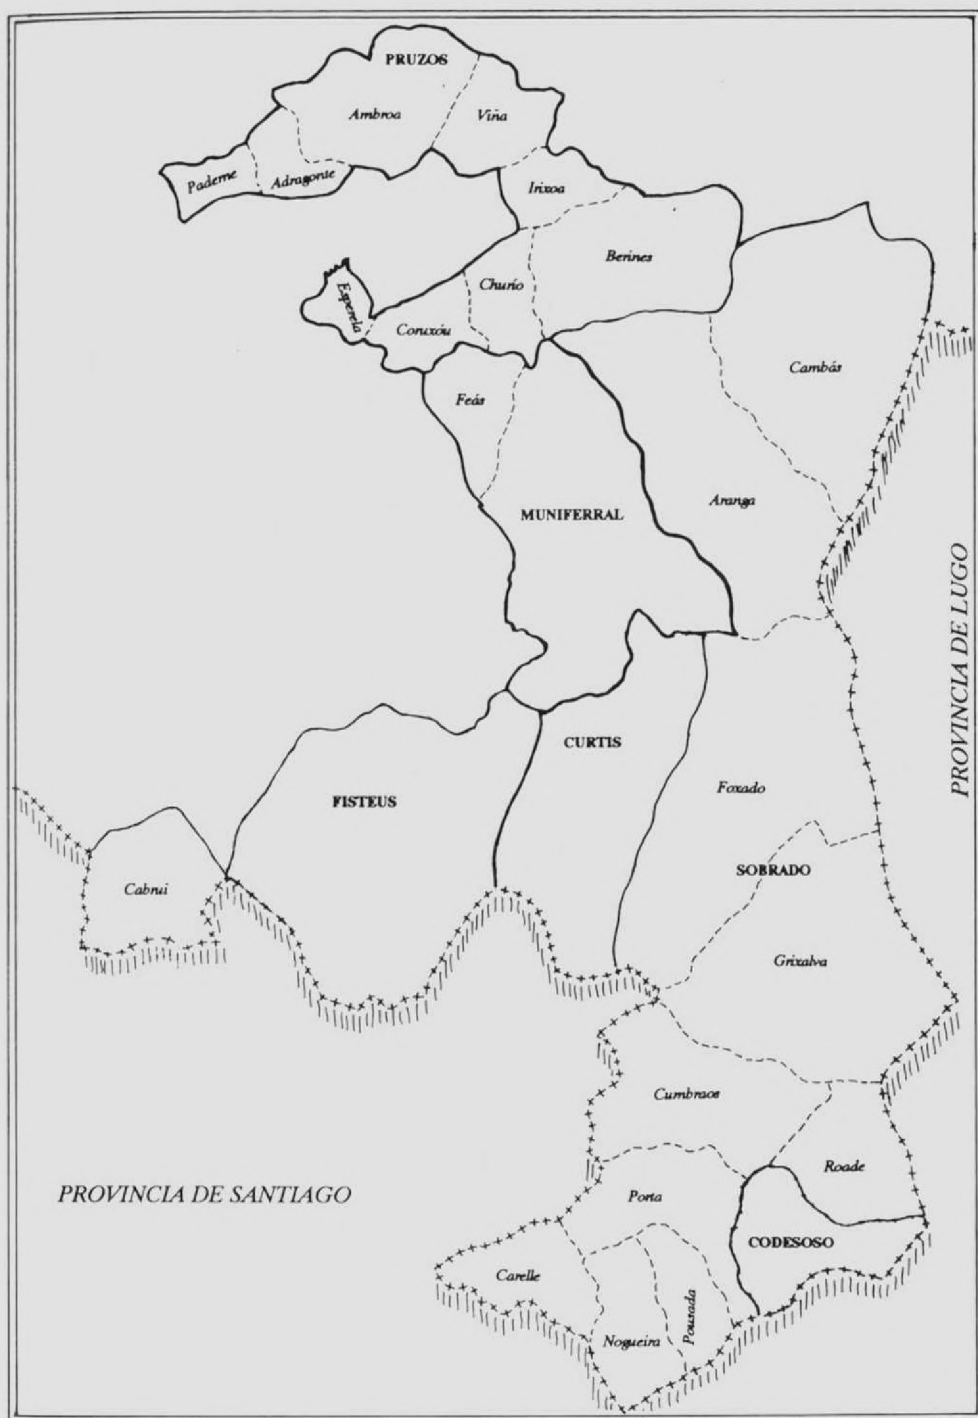 PRUZOS
Ambroa
Viña
Paderne
Adragonte
Irixoa
Berines
Churío
Esperela
Coruxóu
Cambás
Feás
Aranga
MUNIFERRAL
PROVINCIA DE LUGO
CURTIS
FISTEUS
Foxado
SOBRADO
Cabrui
Grixalva
Cumbraos
Roade
PROVINCIA DE SANTIAGO
Porta
CODESOSO
Carelle
Pousada
Nogueira